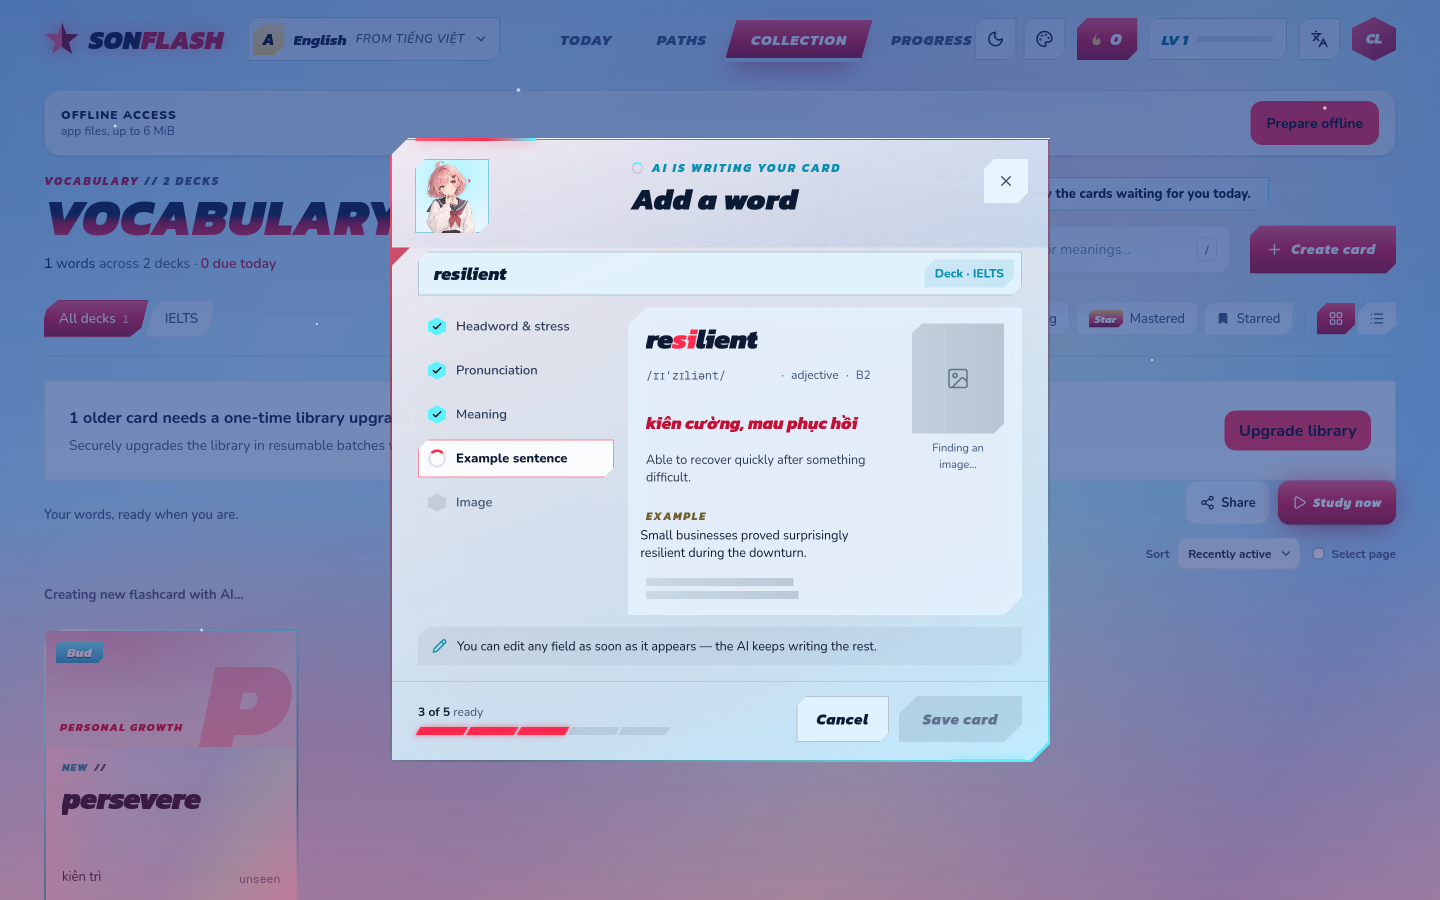 SONFLASH
A English FROM TIẾNG VIỆT
TODAY PATHS COLLECTION PROGRESS
0
LV 1
CL
OFFLINE ACCESS
app files, up to 6 MiB
Prepare offline
VOCABULARY // 2 DECKS
VOCABULARY
1 words across 2 decks · 0 due today
the cards waiting for you today.
or meanings...
/
Create card
All decks 1
IELTS
Star Mastered
Starred
1 older card needs a one-time library
Securely upgrades the library in resumable batches
Upgrade library
Your words, ready when you are.
Share
Study now
Sort
Recently active
Select page
Creating new flashcard with AI...
Bud
P
PERSONAL GROWTH
NEW //
persevere
kiên trì
unseen
AI IS WRITING YOUR CARD
Add a word
resilient
Deck · IELTS
Headword & stress
Pronunciation
Meaning
Example sentence
Image
resilient
/rɪˈzɪliənt/ · adjective · B2
kiên cường, mau phục hồi
Able to recover quickly after something
difficult.
EXAMPLE
Small businesses proved surprisingly
resilient during the downturn.
Finding an
image...
You can edit any field as soon as it appears — the AI keeps writing the rest.
3 of 5 ready
Cancel
Save card